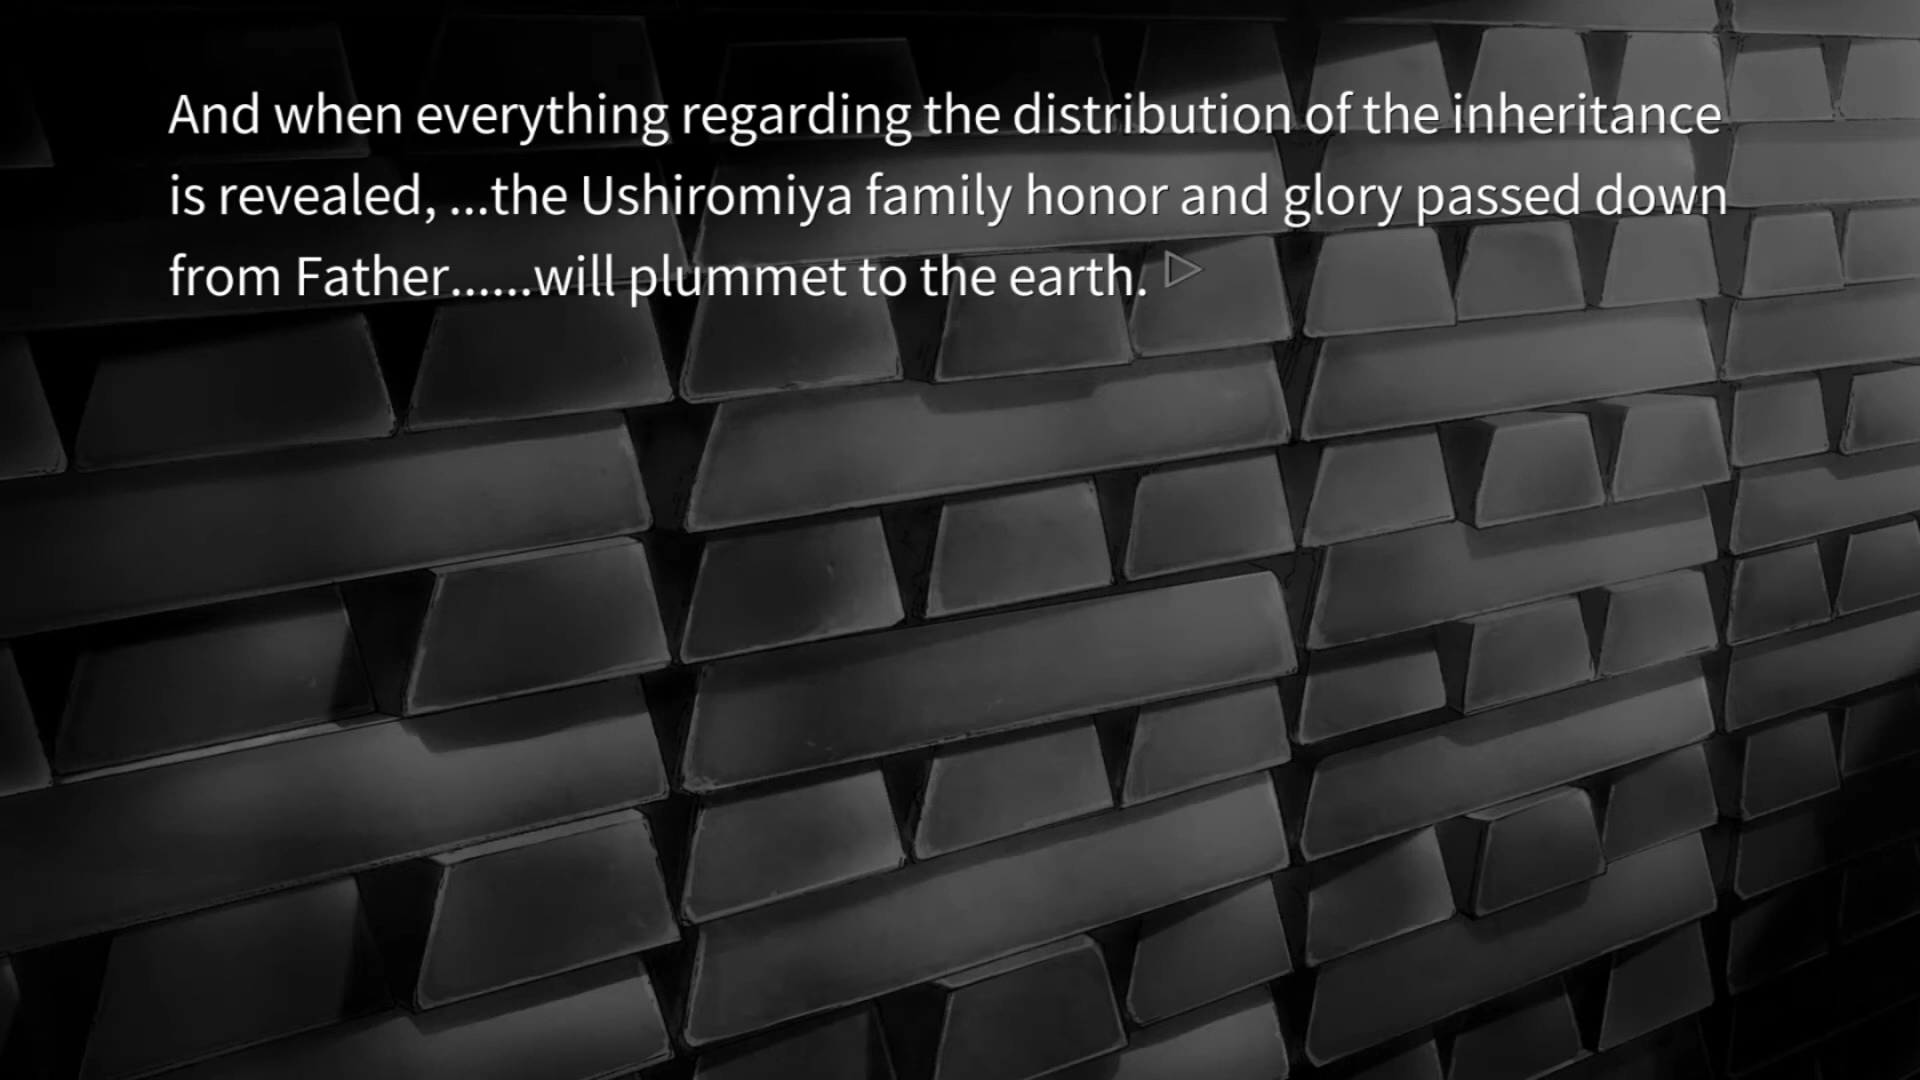 And when everything regarding the distribution of the inheritance
is revealed, ...the Ushiromiya family honor and glory passed down
from Father......will plummet to the earth.